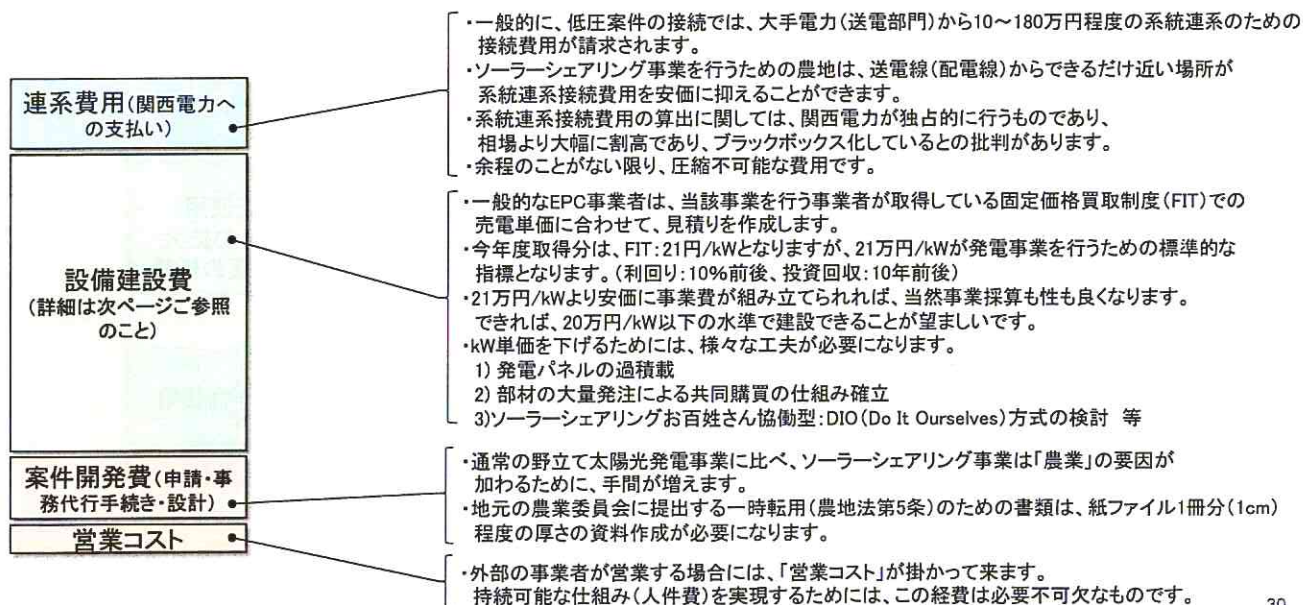 連系費用(関西電力へ
の支払い)
・一般的に、低圧案件の接続では、大手電力(送電部門)から10～180万円程度の系統連系のための
接続費用が請求されます。
・ソーラーシェアリング事業を行うための農地は、送電線(配電線)からできるだけ近い場所が
系統連系接続費用を安価に抑えることができます。
・系統連系接続費用の算出に関しては、関西電力が独占的に行うものであり、
相場より大幅に割高であり、ブラックボックス化しているとの批判があります。
・余程のことがない限り、圧縮不可能な費用です。
設備建設費
(詳細は次ページご参照
のこと)
・一般的なEPC事業者は、当該事業を行う事業者が取得している固定価格買取制度(FIT)での
売電単価に合わせて、見積りを作成します。
・今年度取得分は、FIT:21円/kWとなりますが、21万円/kWが発電事業を行うための標準的な
指標となります。(利回り:10%前後、投資回収:10年前後)
・21万円/kWより安価に事業費が組み立てられれば、当然事業採算も性も良くなります。
できれば、20万円/kW以下の水準で建設できることが望ましいです。
・kW単価を下げるためには、様々な工夫が必要になります。
1) 発電パネルの過積載
2) 部材の大量発注による共同購買の仕組み確立
3)ソーラーシェアリングお百姓さん協働型:DIO(Do It Ourselves)方式の検討 等
案件開発費(申請・事
務代行手続き・設計)
・通常の野立て太陽光発電事業に比べ、ソーラーシェアリング事業は「農業」の要因が
加わるために、手間が増えます。
・地元の農業委員会に提出する一時転用(農地法第5条)のための書類は、紙ファイル1冊分(1cm)
程度の厚さの資料作成が必要になります。
営業コスト
・外部の事業者が営業する場合には、「営業コスト」が掛かって来ます。
持続可能な仕組み(人件費)を実現するためには、この経費は必要不可欠なものです。
30